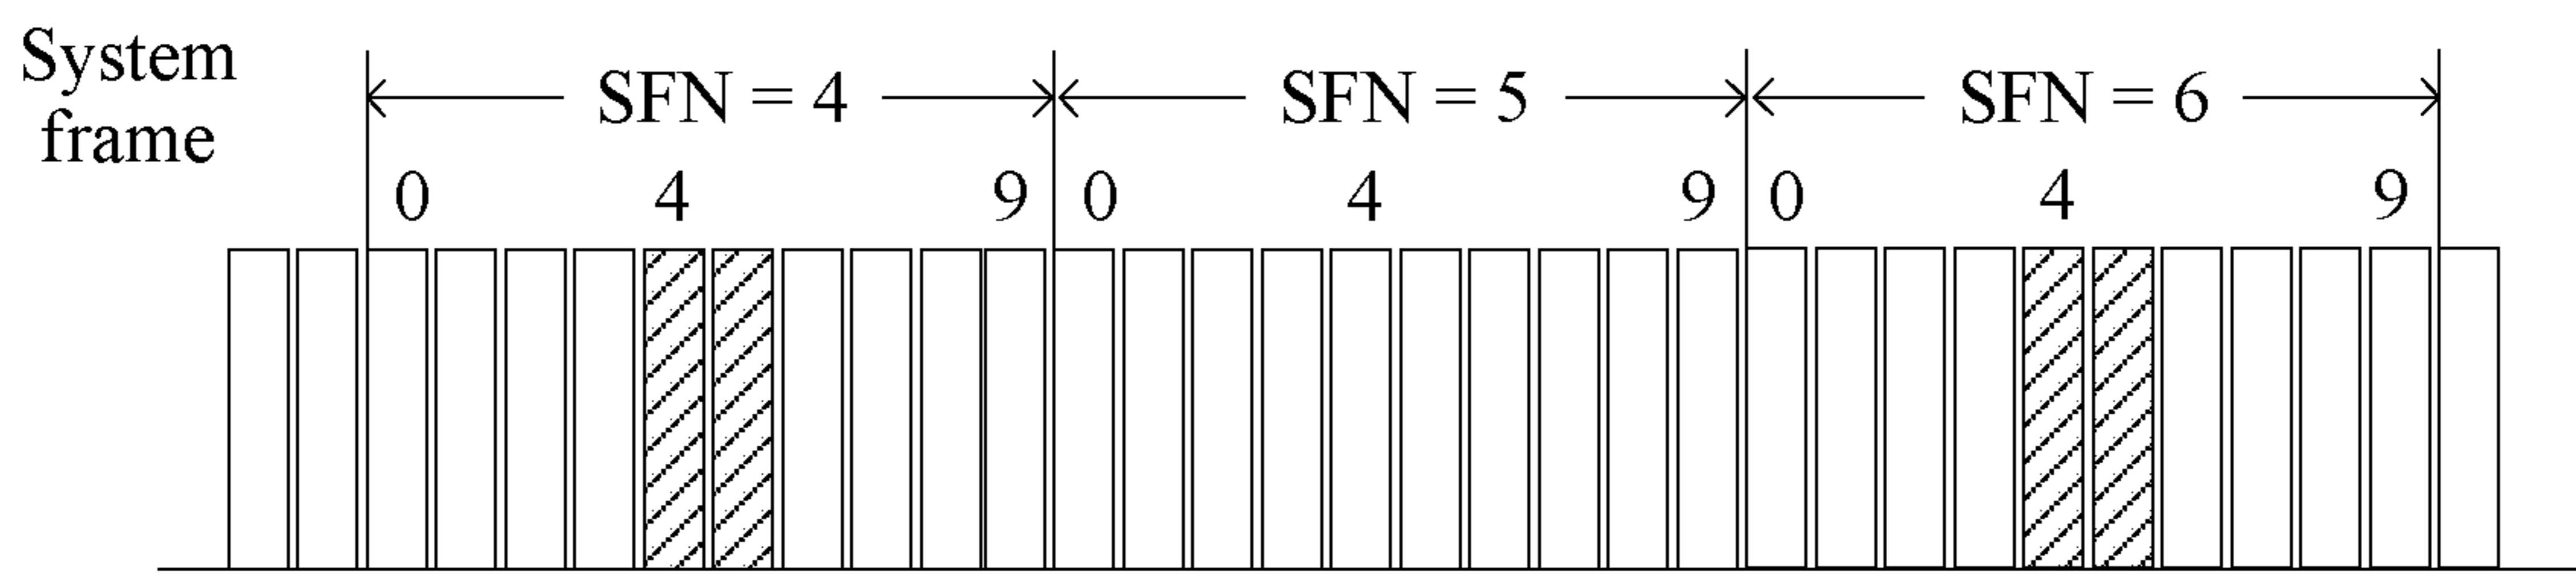 System
frame
SFN = 4
SFN = 5
SFN = 6
0 4 9 0 4 9 0 4 9